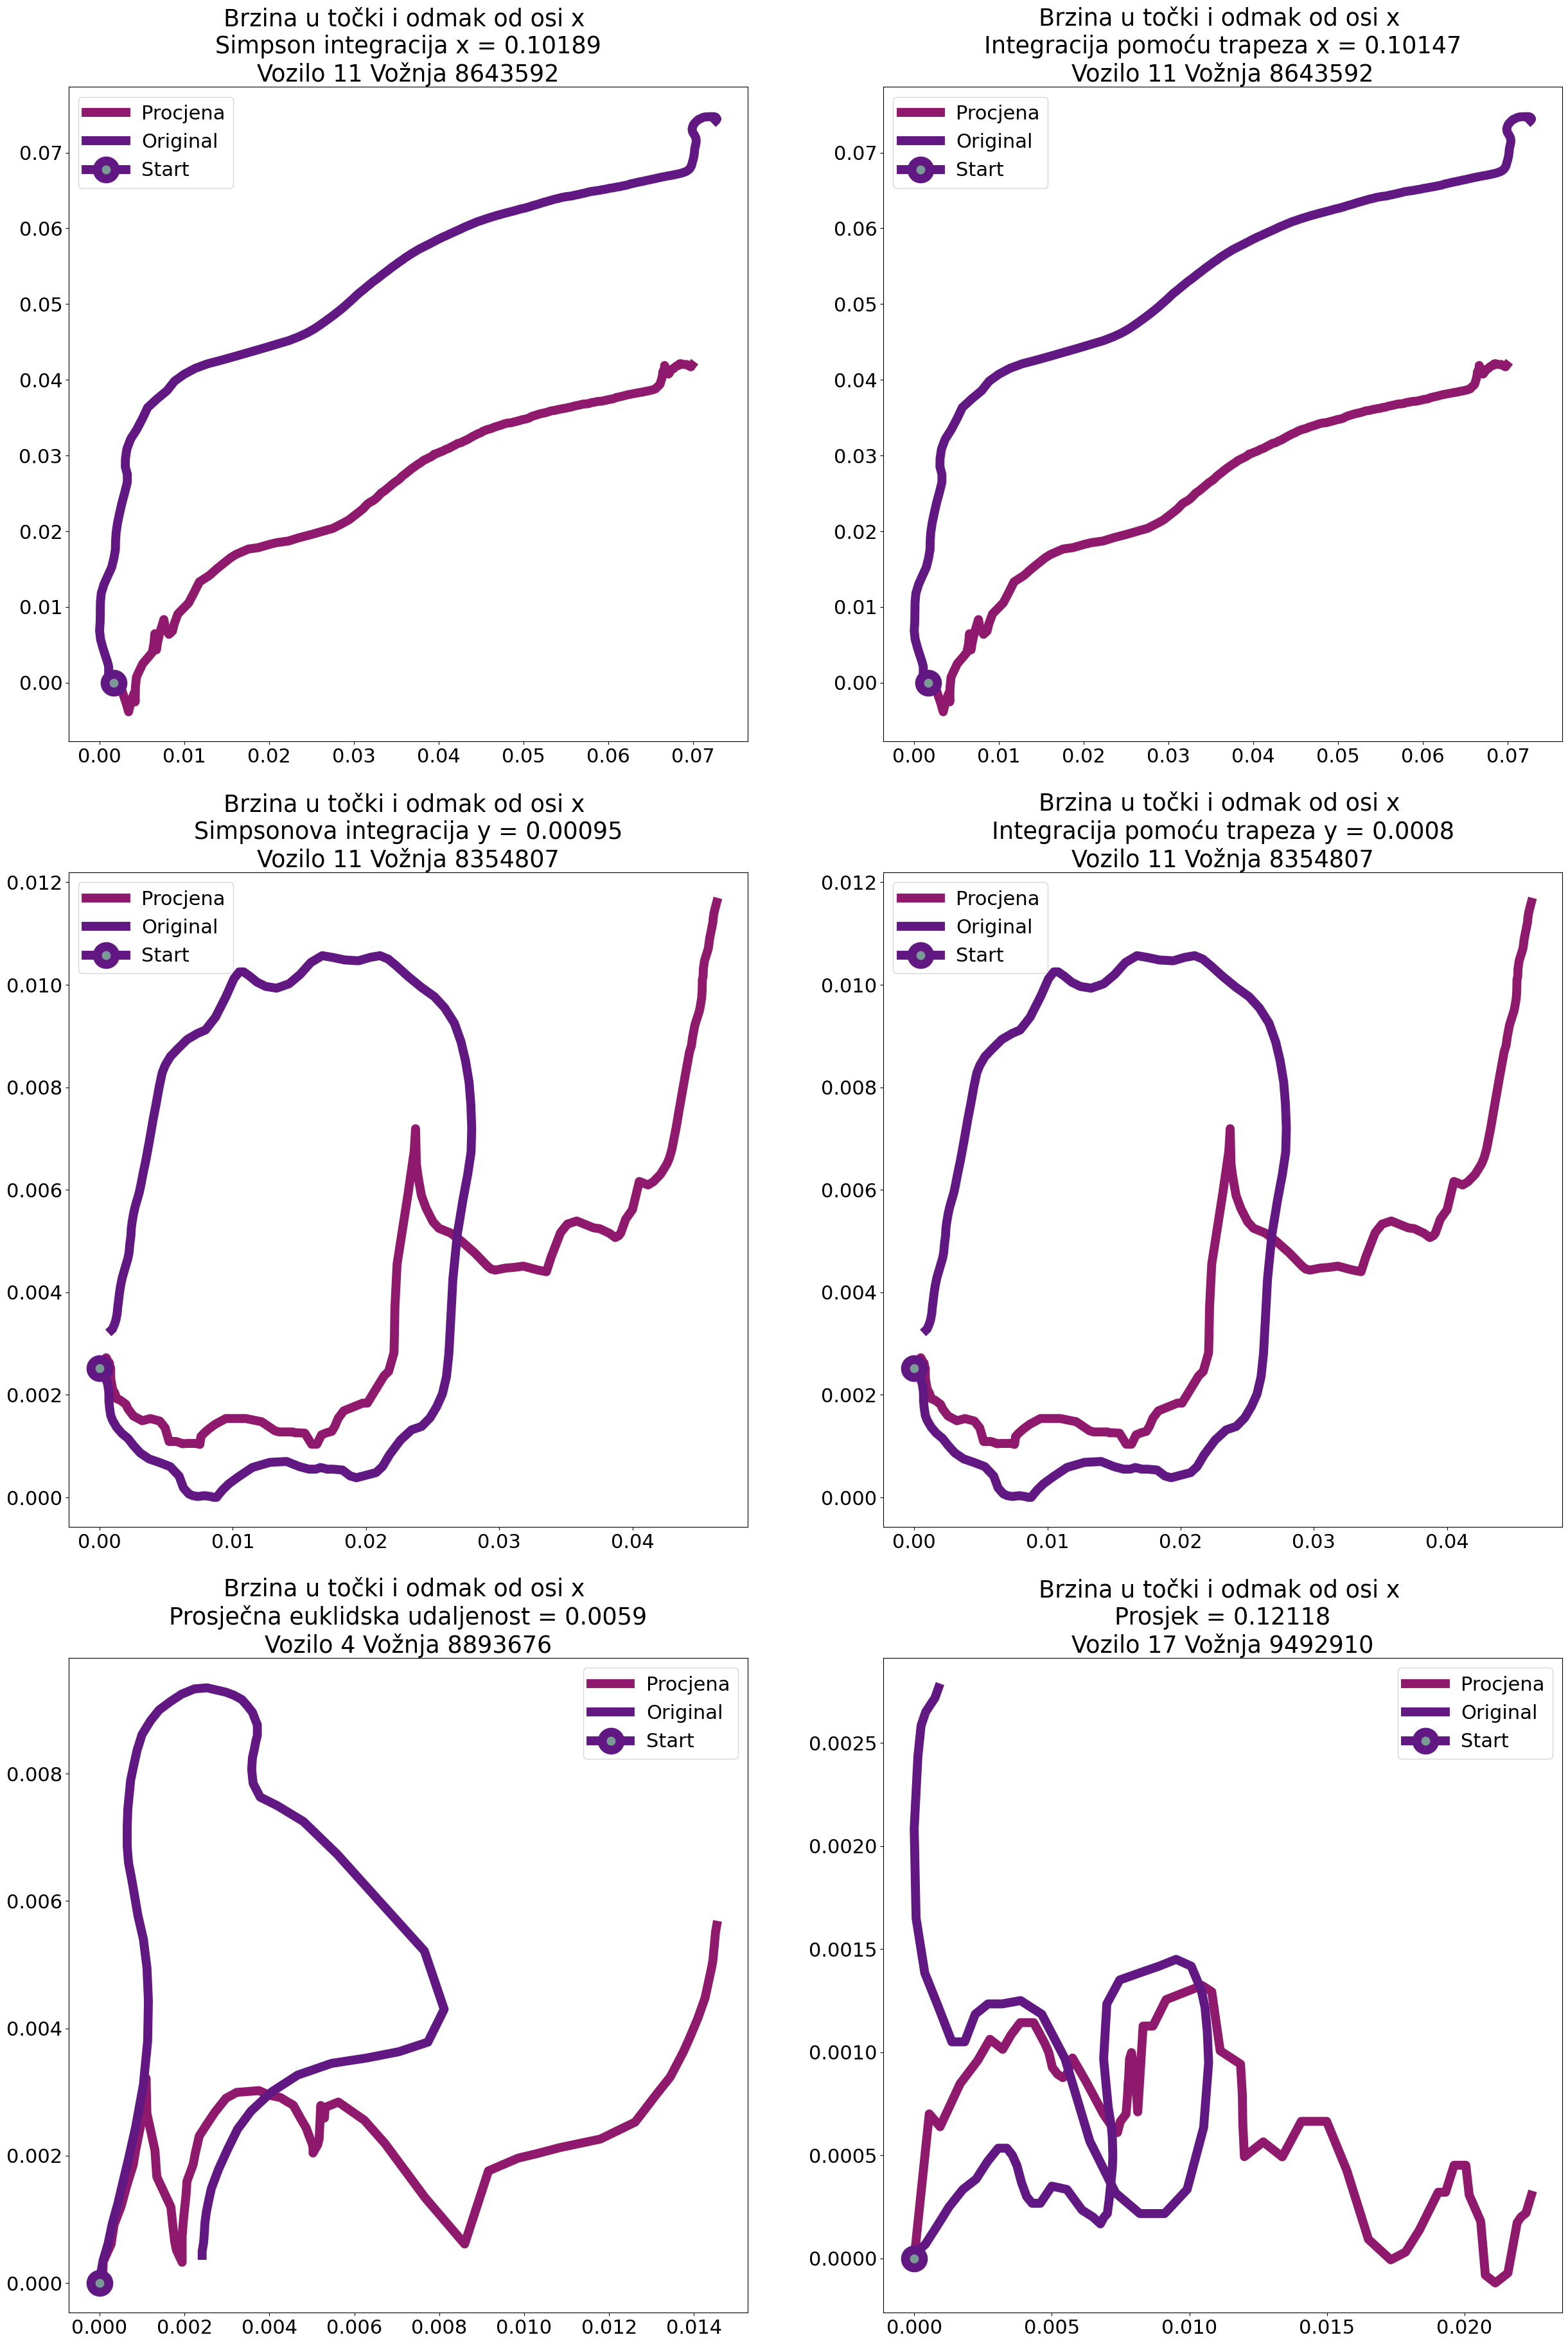 Brzina u točki i odmak od osi x
Simpson integracija x = 0.10189
Vozilo 11 Vožnja 8643592
Procjena
Original
Start
0.07
0.06
0.05
0.04
0.03
0.02
0.01
0.00
0.00 0.01 0.02 0.03 0.04 0.05 0.06 0.07
Brzina u točki i odmak od osi x
Integracija pomoću trapeza x = 0.10147
Vozilo 11 Vožnja 8643592
Procjena
Original
Start
0.07
0.06
0.05
0.04
0.03
0.02
0.01
0.00
0.00 0.01 0.02 0.03 0.04 0.05 0.06 0.07
Brzina u točki i odmak od osi x
Simpsonova integracija y = 0.00095
Vozilo 11 Vožnja 8354807
Procjena
Original
Start
0.012
0.010
0.008
0.006
0.004
0.002
0.000
0.00 0.01 0.02 0.03 0.04
Brzina u točki i odmak od osi x
Integracija pomoću trapeza y = 0.0008
Vozilo 11 Vožnja 8354807
Procjena
Original
Start
0.012
0.010
0.008
0.006
0.004
0.002
0.000
0.00 0.01 0.02 0.03 0.04
Brzina u točki i odmak od osi x
Prosječna euklidska udaljenost = 0.0059
Vozilo 4 Vožnja 8893676
Procjena
Original
Start
0.008
0.006
0.004
0.002
0.000
0.000 0.002 0.004 0.006 0.008 0.010 0.012 0.014
Brzina u točki i odmak od osi x
Prosjek = 0.12118
Vozilo 17 Vožnja 9492910
Procjena
Original
Start
0.0025
0.0020
0.0015
0.0010
0.0005
0.0000
0.000 0.005 0.010 0.015 0.020